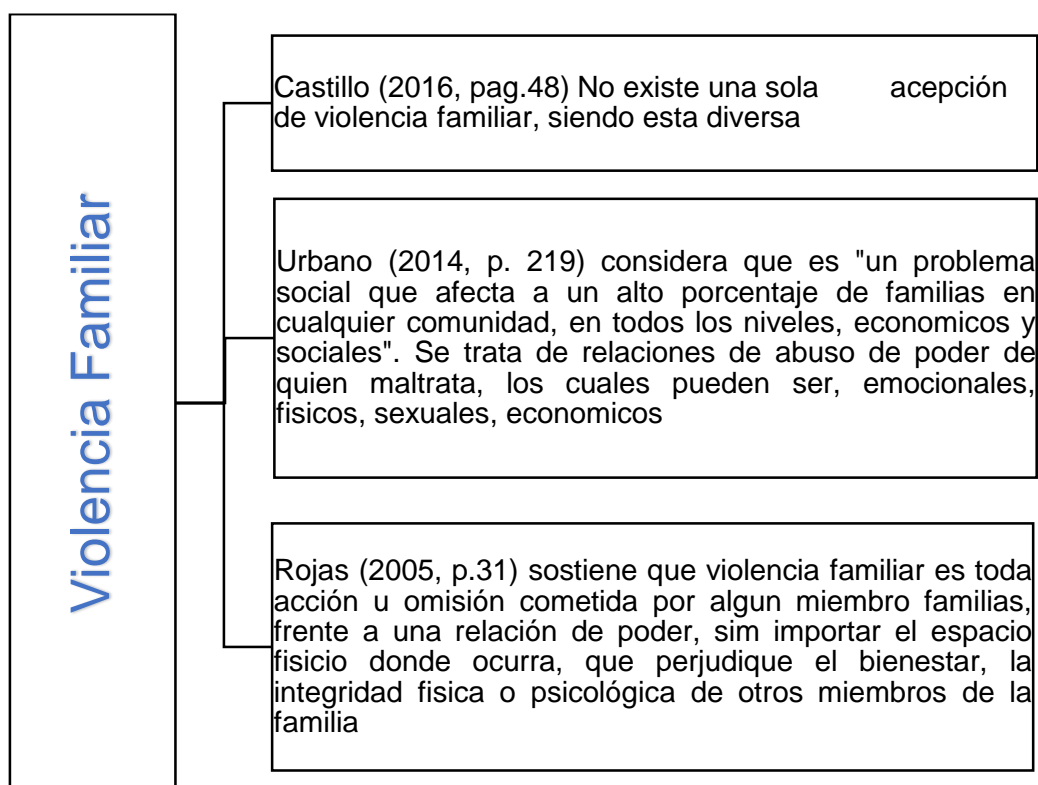 Violencia Familiar
Castillo (2016, pag.48) No existe una sola acepción
de violencia familiar, siendo esta diversa
Urbano (2014, p. 219) considera que es "un problema
social que afecta a un alto porcentaje de familias en
cualquier comunidad, en todos los niveles, economicos y
sociales". Se trata de relaciones de abuso de poder de
quien maltrata, los cuales pueden ser, emocionales,
fisicos, sexuales, economicos
Rojas (2005, p.31) sostiene que violencia familiar es toda
acción u omisión cometida por algun miembro familias,
frente a una relación de poder, sim importar el espacio
fisicio donde ocurra, que perjudique el bienestar, la
integridad fisica o psicológica de otros miembros de la
familia